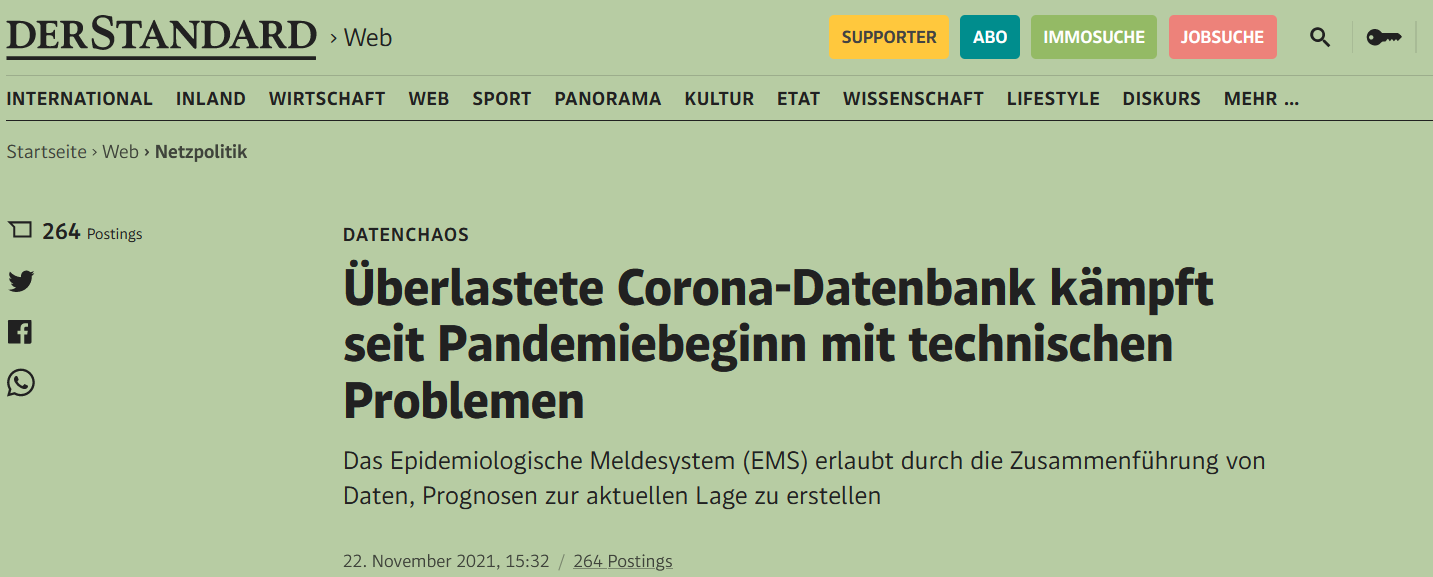 DERSTANDARD › Web
SUPPORTER ABO IMMOSUCHE JOBSUCHE
INTERNATIONAL INLAND WIRTSCHAFT WEB SPORT PANORAMA KULTUR ETAT WISSENSCHAFT LIFESTYLE DISKURS MEHR ...
Startseite › Web › Netzpolitik
264 Postings
DATENCHAOS
Überlastete Corona-Datenbank kämpft
seit Pandemiebeginn mit technischen
Problemen
Das Epidemiologische Meldesystem (EMS) erlaubt durch die Zusammenführung von
Daten, Prognosen zur aktuellen Lage zu erstellen
22. November 2021, 15:32 / 264 Postings